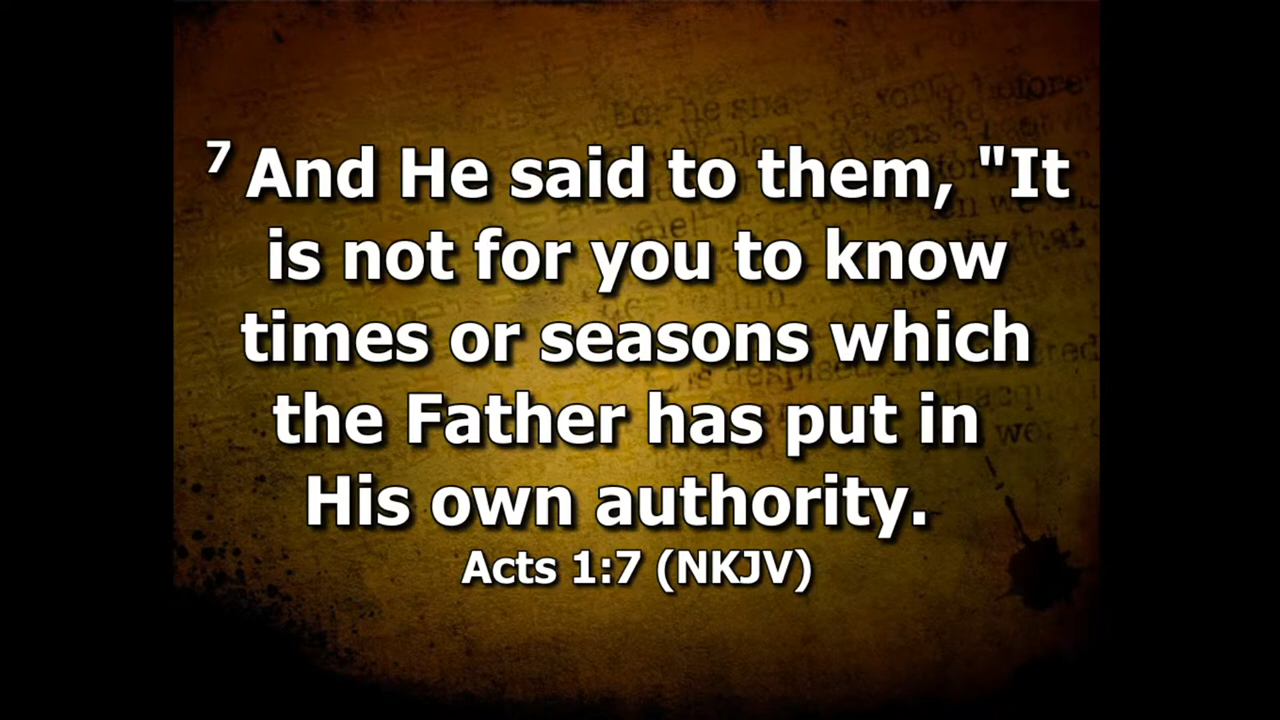 7 And He said to them, "It
is not for you to know
times or seasons which
the Father has put in
His own authority.
Acts 1:7 (NKJV)